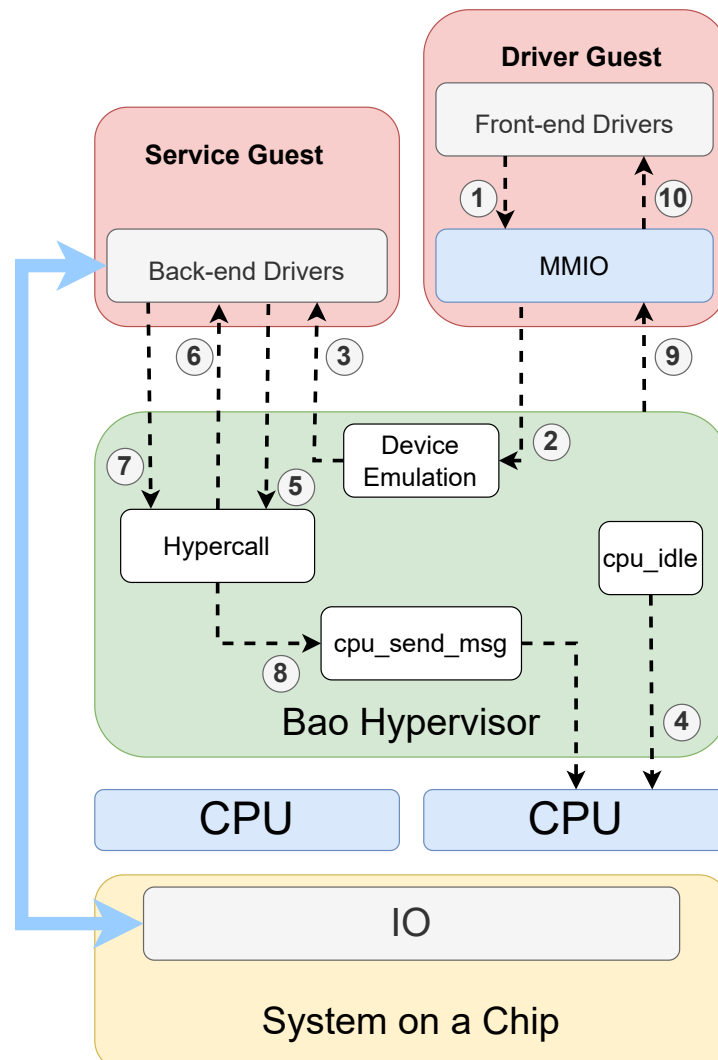 Driver Guest
Front-end Drivers
1
10
MMIO
Service Guest
Back-end Drivers
6
3
9
2
7
5
Device
Emulation
Hypercall
cpu_idle
cpu_send_msg
8
4
Bao Hypervisor
CPU
CPU
IO
System on a Chip